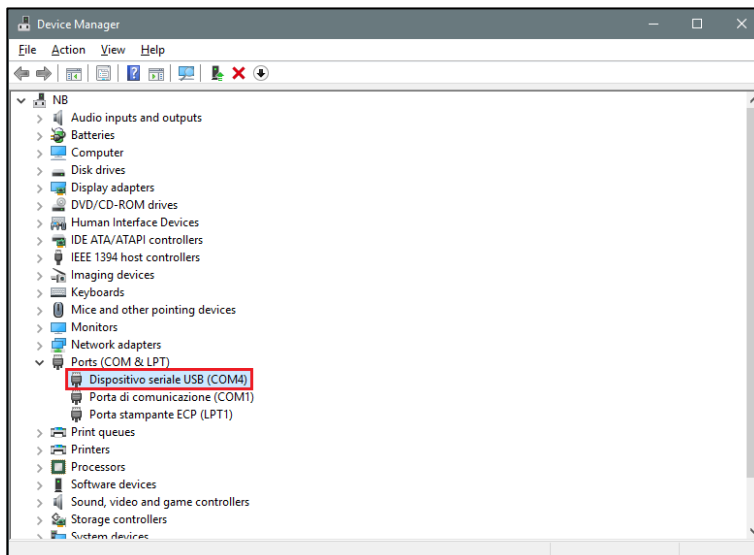 Device Manager
File Action View Help
NB
Audio inputs and outputs
Batteries
Computer
Disk drives
Display adapters
DVD/CD-ROM drives
Human Interface Devices
IDE ATA/ATAPI controllers
IEEE 1394 host controllers
Imaging devices
Keyboards
Mice and other pointing devices
Monitors
Network adapters
Ports (COM & LPT)
Dispositivo seriale USB (COM4)
Porta di comunicazione (COM1)
Porta stampante ECP (LPT1)
Print queues
Printers
Processors
Software devices
Sound, video and game controllers
Storage controllers
System devices